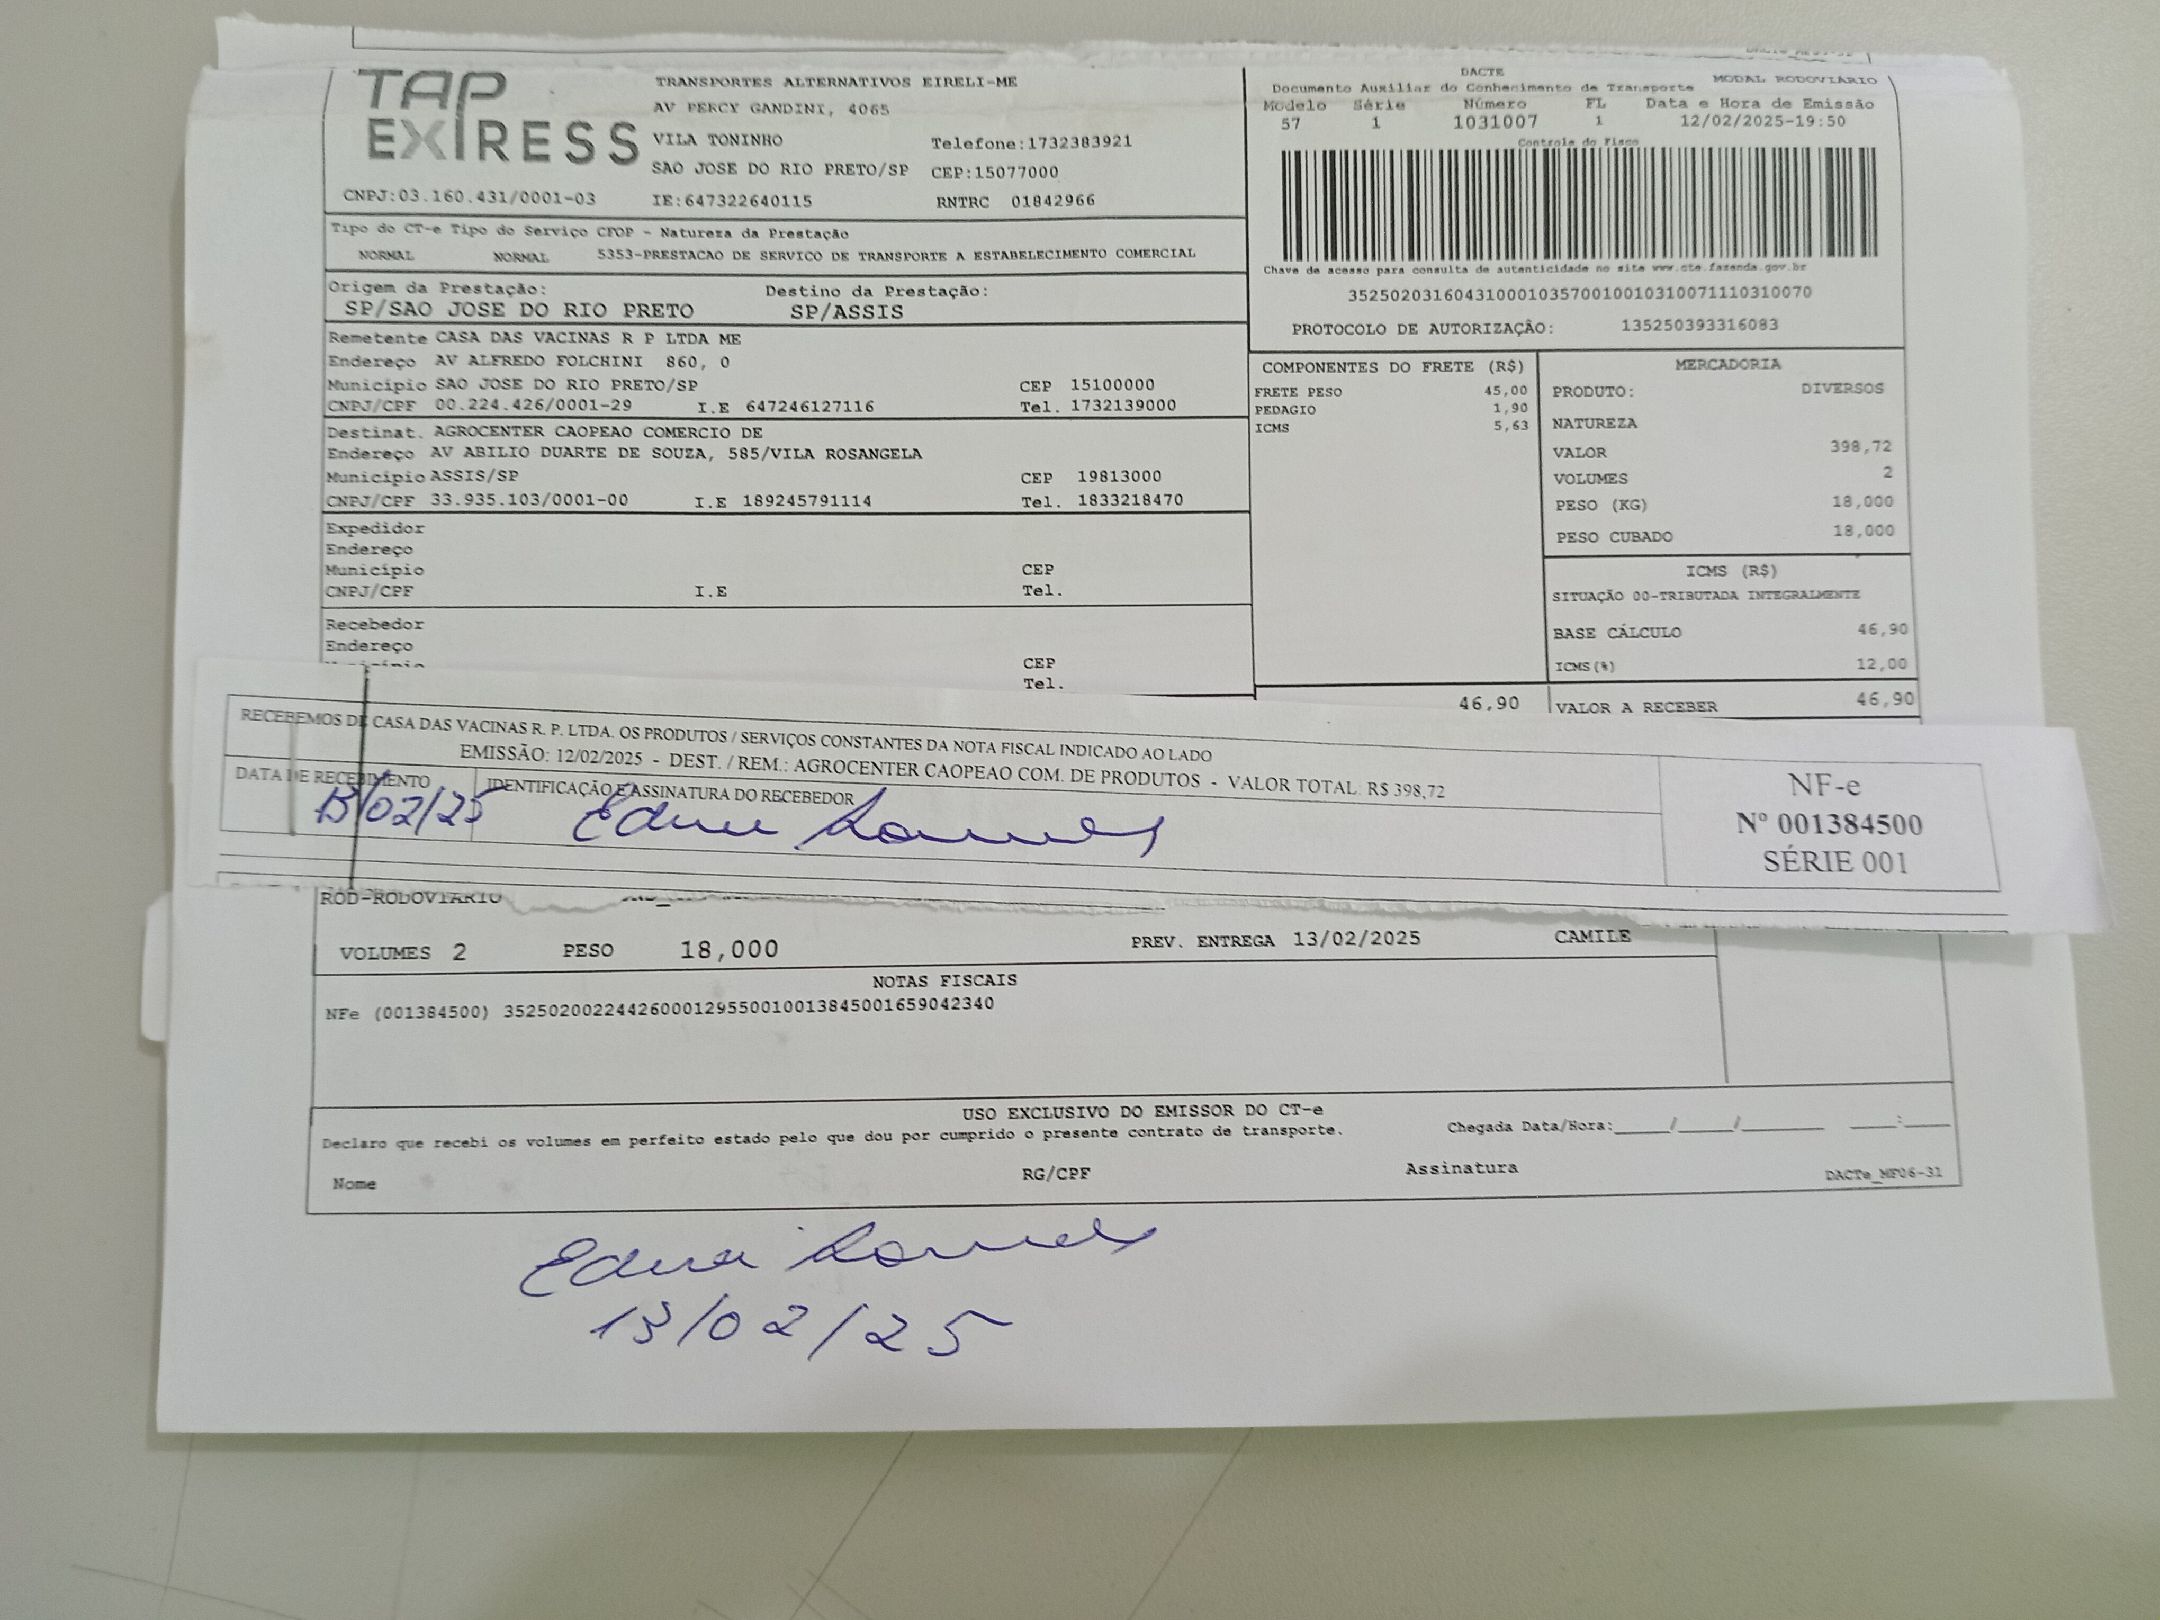 TAP EXPRESS
TRANSPORTES ALTERNATIVOS EIRELI-ME
AV PERCY GANDINI, 4065
VILA TONINHO Telefone:1732383921
SAO JOSE DO RIO PRETO/SP CEP:15077000
CNPJ:03.160.431/0001-03 IE:647322640115 RNTRC 01842966
DACTE MODAL RODOVIÁRIO
Documento Auxiliar do Conhecimento de Transporte
Modelo Série Número FL Data e Hora de Emissão
57 1 1031007 1 12/02/2025-19:50
Controle do Fisco
Chave de acesso para consulta de autenticidade no site www.cte.fazenda.gov.br
35250203160431000103570010010310071110310070
PROTOCOLO DE AUTORIZAÇÃO: 135250393316083
Tipo do CT-e Tipo do Serviço CFOP - Natureza da Prestação
NORMAL NORMAL 5353-PRESTACAO DE SERVICO DE TRANSPORTE A ESTABELECIMENTO COMERCIAL
Origem da Prestação: Destino da Prestação:
SP/SAO JOSE DO RIO PRETO SP/ASSIS
Remetente CASA DAS VACINAS R P LTDA ME
Endereço AV ALFREDO FOLCHINI 860, 0
Município SAO JOSE DO RIO PRETO/SP CEP 15100000
CNPJ/CPF 00.224.426/0001-29 I.E 647246127116 Tel. 1732139000
Destinat. AGROCENTER CAOPEAO COMERCIO DE
Endereço AV ABILIO DUARTE DE SOUZA, 585/VILA ROSANGELA
Município ASSIS/SP CEP 19813000
CNPJ/CPF 33.935.103/0001-00 I.E 189245791114 Tel. 1833218470
Expedidor
Endereço
Município CEP
CNPJ/CPF I.E Tel.
Recebedor
Endereço
CEP
Tel.
COMPONENTES DO FRETE (R$)
FRETE PESO 45,00
PEDAGIO 1,90
ICMS 5,63
46,90
MERCADORIA
PRODUTO: DIVERSOS
NATUREZA
VALOR 398,72
VOLUMES 2
PESO (KG) 18,000
PESO CUBADO 18,000
ICMS (R$)
SITUAÇÃO 00-TRIBUTADA INTEGRALMENTE
BASE CÁLCULO 46,90
ICMS(%) 12,00
VALOR A RECEBER 46,90
RECEBEMOS DE CASA DAS VACINAS R. P. LTDA. OS PRODUTOS / SERVIÇOS CONSTANTES DA NOTA FISCAL INDICADO AO LADO
EMISSÃO: 12/02/2025 - DEST. / REM.: AGROCENTER CAOPEAO COM. DE PRODUTOS - VALOR TOTAL: R$ 398,72
DATA DE RECEBIMENTO IDENTIFICAÇÃO E ASSINATURA DO RECEBEDOR
13/02/25
NF-e
Nº 001384500
SÉRIE 001
ROD-RODOVIARIO
VOLUMES 2 PESO 18,000 PREV. ENTREGA 13/02/2025 CAMILE
NOTAS FISCAIS
NFe (001384500) 35250200224426000129550010013845001659042340
USO EXCLUSIVO DO EMISSOR DO CT-e
Declaro que recebi os volumes em perfeito estado pelo que dou por cumprido o presente contrato de transporte. Chegada Data/Hora:____/____/______ ___:___
Nome RG/CPF Assinatura DACTe_MF06-31
13/02/25